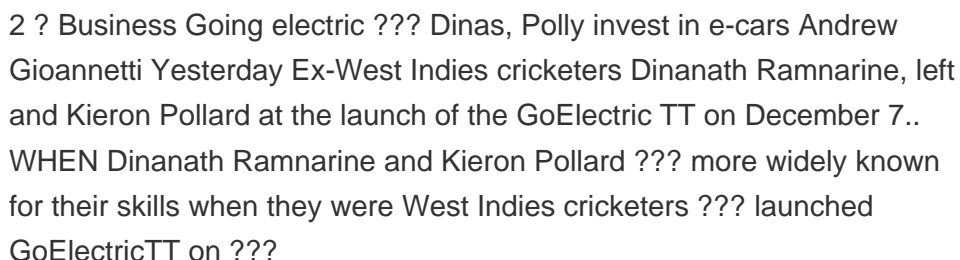 2 ? Business Going electric ??? Dinas, Polly invest in e-cars Andrew
Gioannetti Yesterday Ex-West Indies cricketers Dinanath Ramnarine, left
and Kieron Pollard at the launch of the GoElectric TT on December 7..
WHEN Dinanath Ramnarine and Kieron Pollard ??? more widely known
for their skills when they were West Indies cricketers ??? launched
GoElectricTT on ???